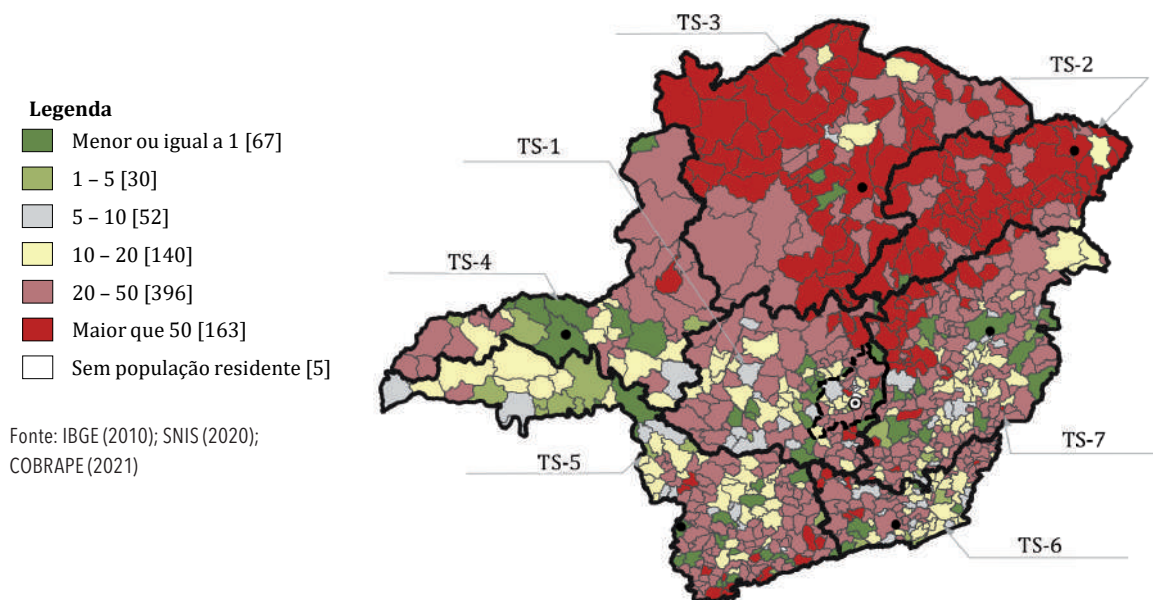 Legenda
Menor ou igual a 1 [67]
1 – 5 [30]
5 – 10 [52]
10 – 20 [140]
20 – 50 [396]
Maior que 50 [163]
Sem população residente [5]
Fonte: IBGE (2010); SNIS (2020);
COBRAPE (2021)
TS-3
TS-2
TS-1
TS-4
TS-5
TS-7
TS-6